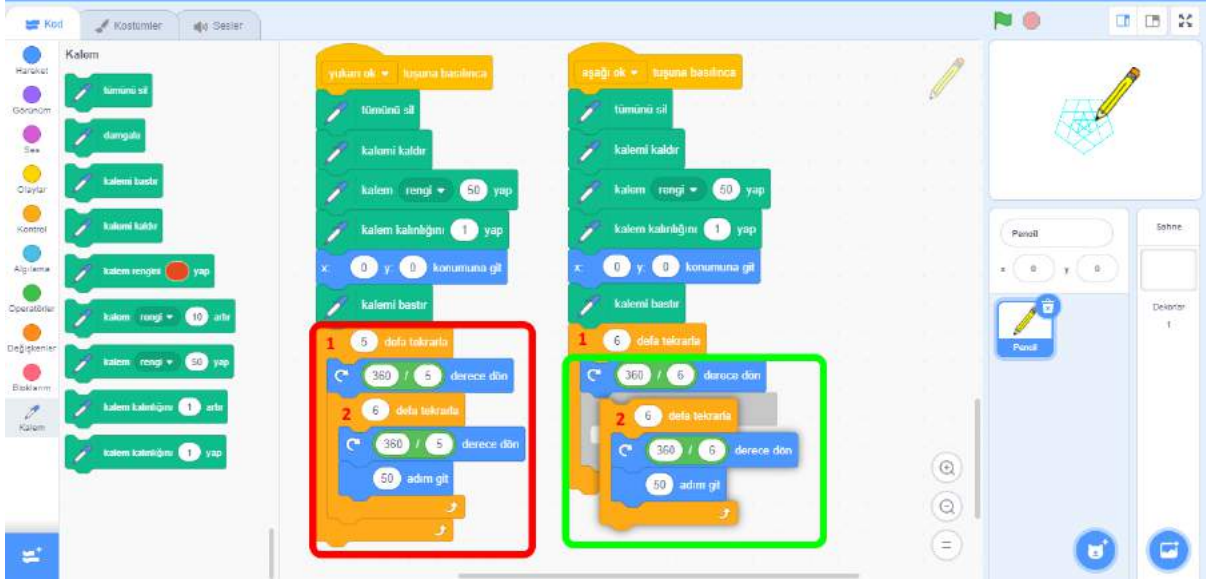 Kod
Kostümler
Sesler
Hareket
Görünüm
Ses
Olaylar
Kontrol
Algılama
Operatörler
Değişkenler
Bloklarım
Kalem
Kalem
tümünü sil
damgala
kalemi bastır
kalemi kaldır
kalem rengini yap
kalem rengi 10 artır
kalem rengi 50 yap
kalem kalınlığını 1 artır
kalem kalınlığını 1 yap
yukarı ok tuşuna basılınca
tümünü sil
kalemi kaldır
kalem rengi 50 yap
kalem kalınlığını 1 yap
x: 0 y: 0 konumuna git
kalemi bastır
1 5 defa tekrarla
360 / 5 derece dön
2 6 defa tekrarla
360 / 5 derece dön
50 adım git
aşağı ok tuşuna basılınca
tümünü sil
kalemi kaldır
kalem rengi 50 yap
kalem kalınlığını 1 yap
x: 0 y: 0 konumuna git
kalemi bastır
1 6 defa tekrarla
360 / 6 derece dön
2 6 defa tekrarla
360 / 6 derece dön
50 adım git
Pencil
x 0 y 0
Pencil
Sahne
Dekorlar
1